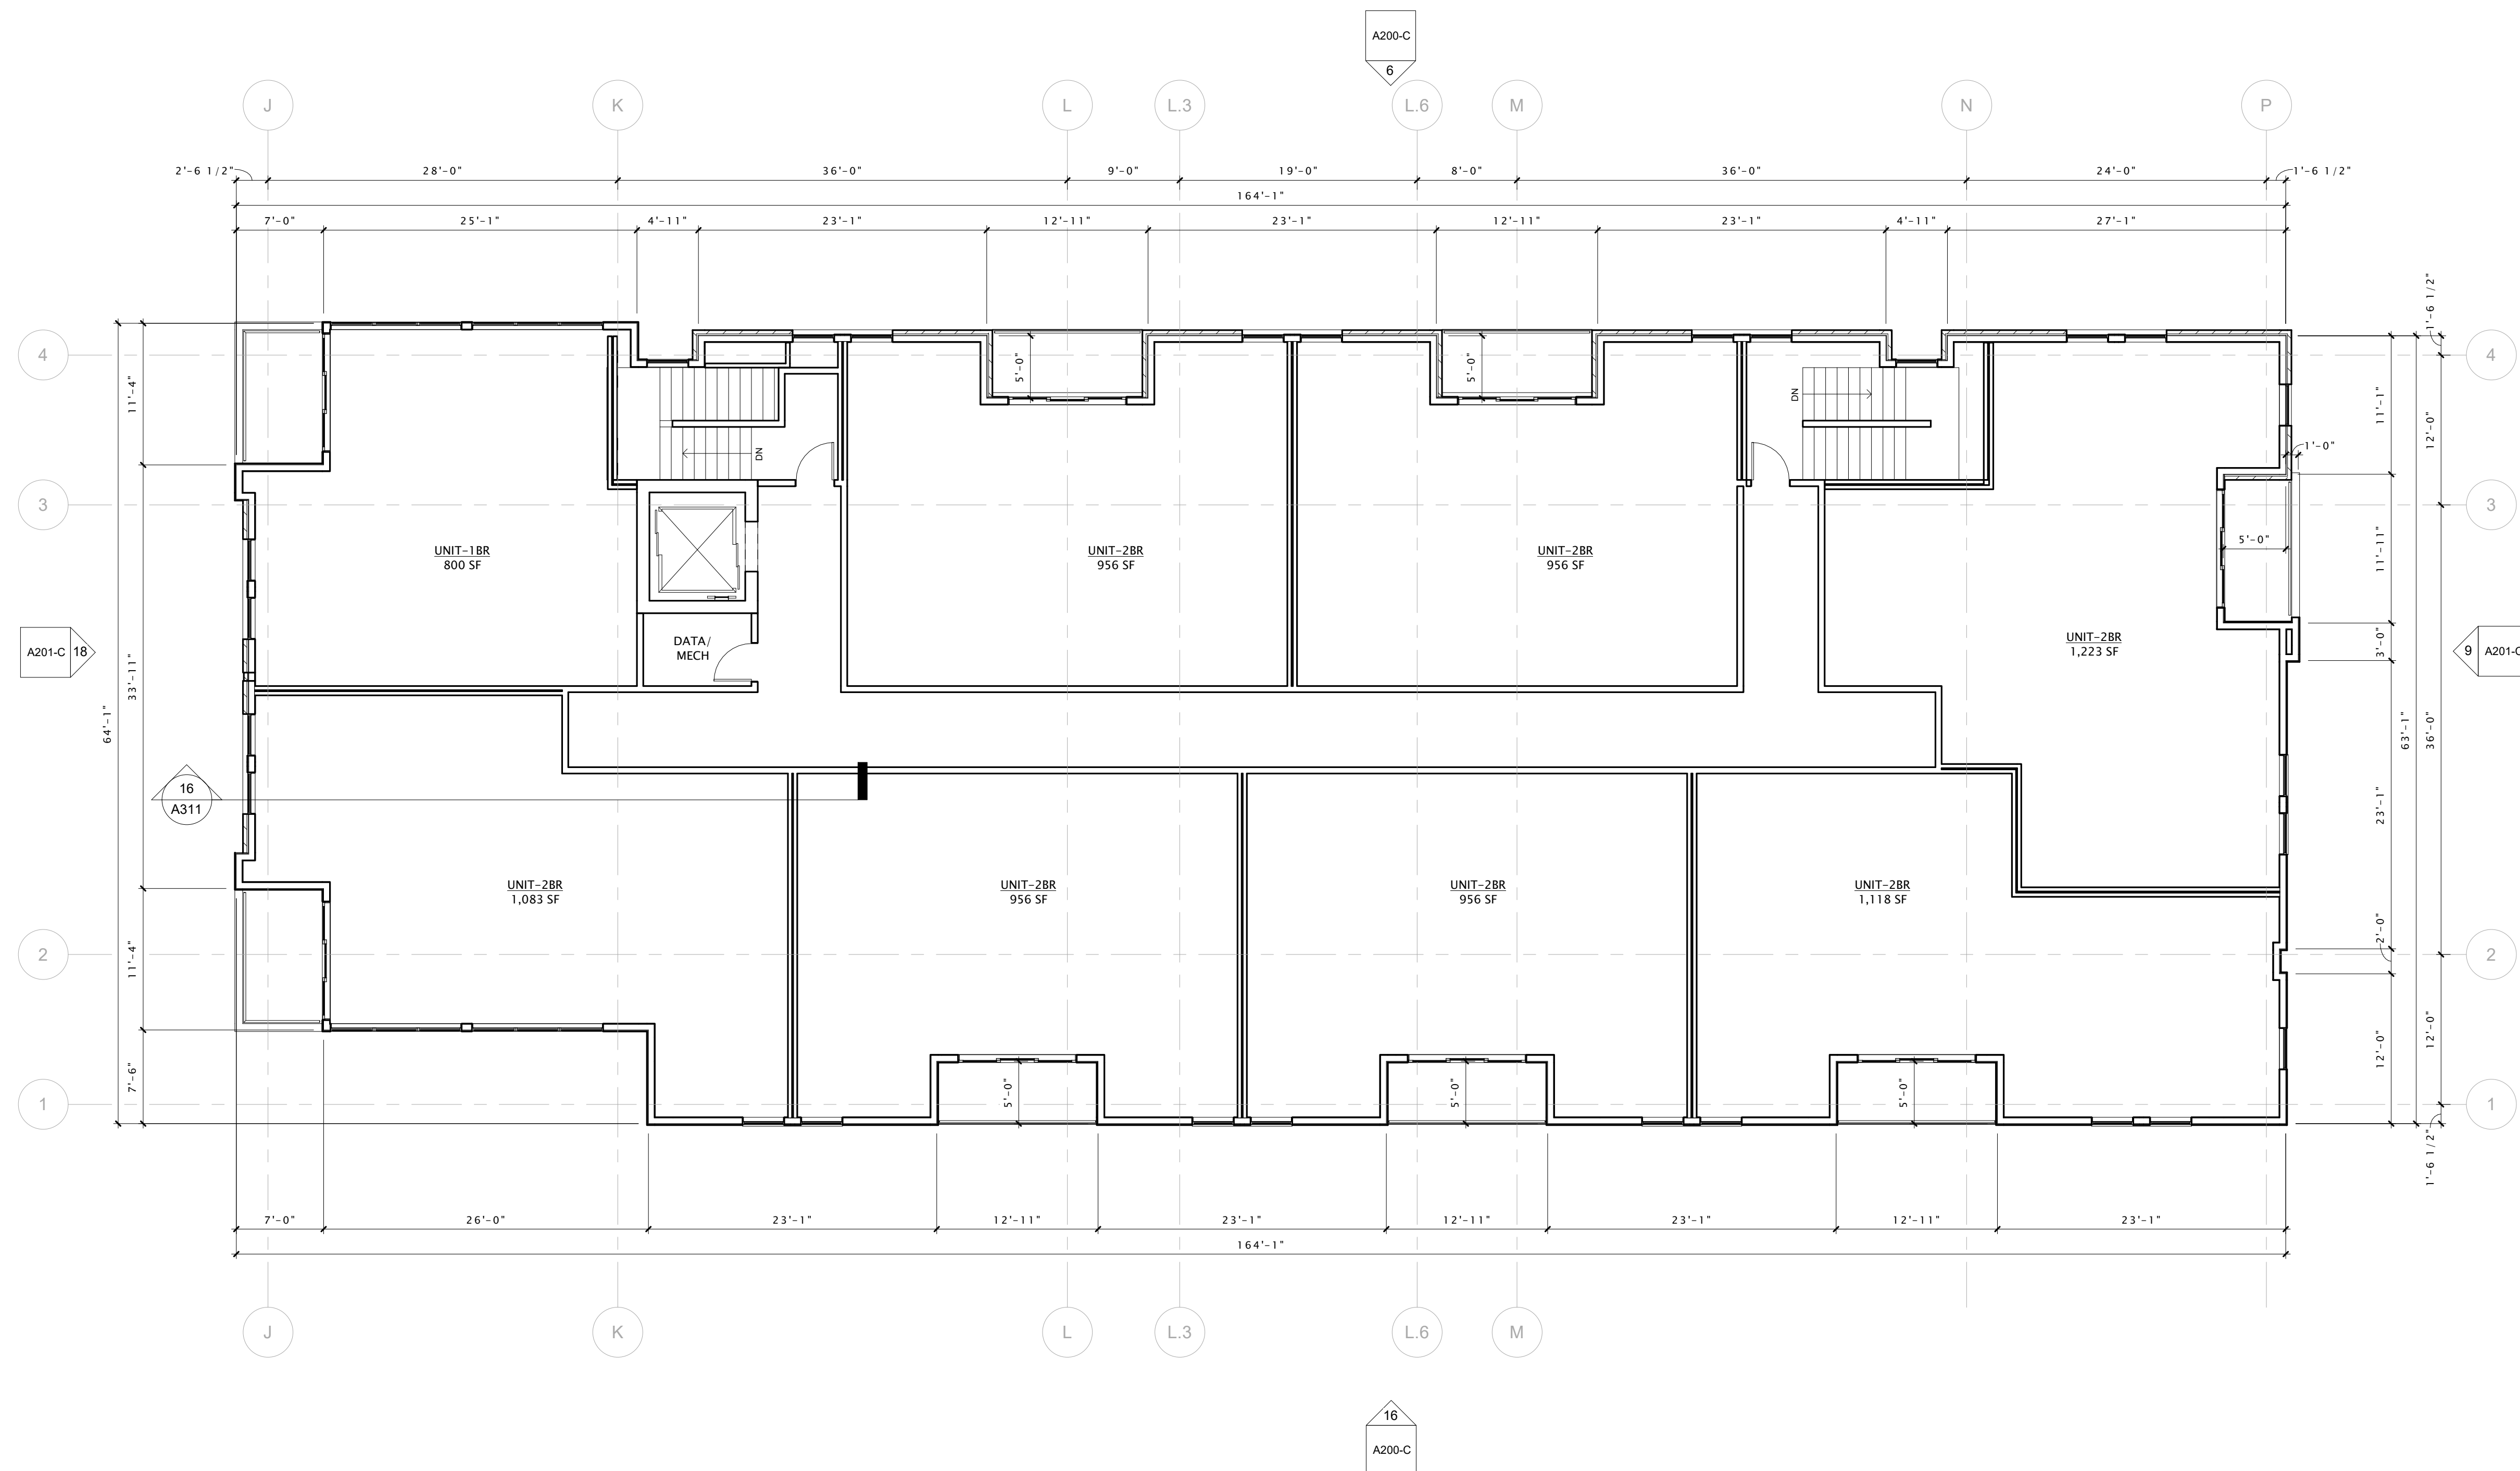 A200-C
6
J
K
L
L.3
L.6
M
N
P
2'-6 1/2"
28'-0"
36'-0"
9'-0"
19'-0"
8'-0"
36'-0"
24'-0"
1'-6 1/2"
164'-1"
7'-0"
25'-1"
4'-11"
23'-1"
12'-11"
23'-1"
12'-11"
23'-1"
4'-11"
27'-1"
1'-6 1/2"
4
4
11'-4"
5'-0"
5'-0"
DN
11'-1"
12'-0"
1'-0"
DN
3
3
5'-0"
11'-11"
UNIT-1BR
800 SF
UNIT-2BR
956 SF
UNIT-2BR
956 SF
UNIT-2BR
1,223 SF
DATA/
MECH
3'-0"
A201-C
18
9
A201-C
33'-11"
64'-1"
63'-1"
36'-0"
16
A311
23'-1"
UNIT-2BR
1,083 SF
UNIT-2BR
956 SF
UNIT-2BR
956 SF
UNIT-2BR
1,118 SF
2'-0"
11'-4"
2
2
12'-0"
12'-0"
7'-6"
5'-0"
5'-0"
5'-0"
1
1
1'-6 1/2"
7'-0"
26'-0"
23'-1"
12'-11"
23'-1"
12'-11"
23'-1"
12'-11"
23'-1"
164'-1"
J
K
L
L.3
L.6
M
16
A200-C